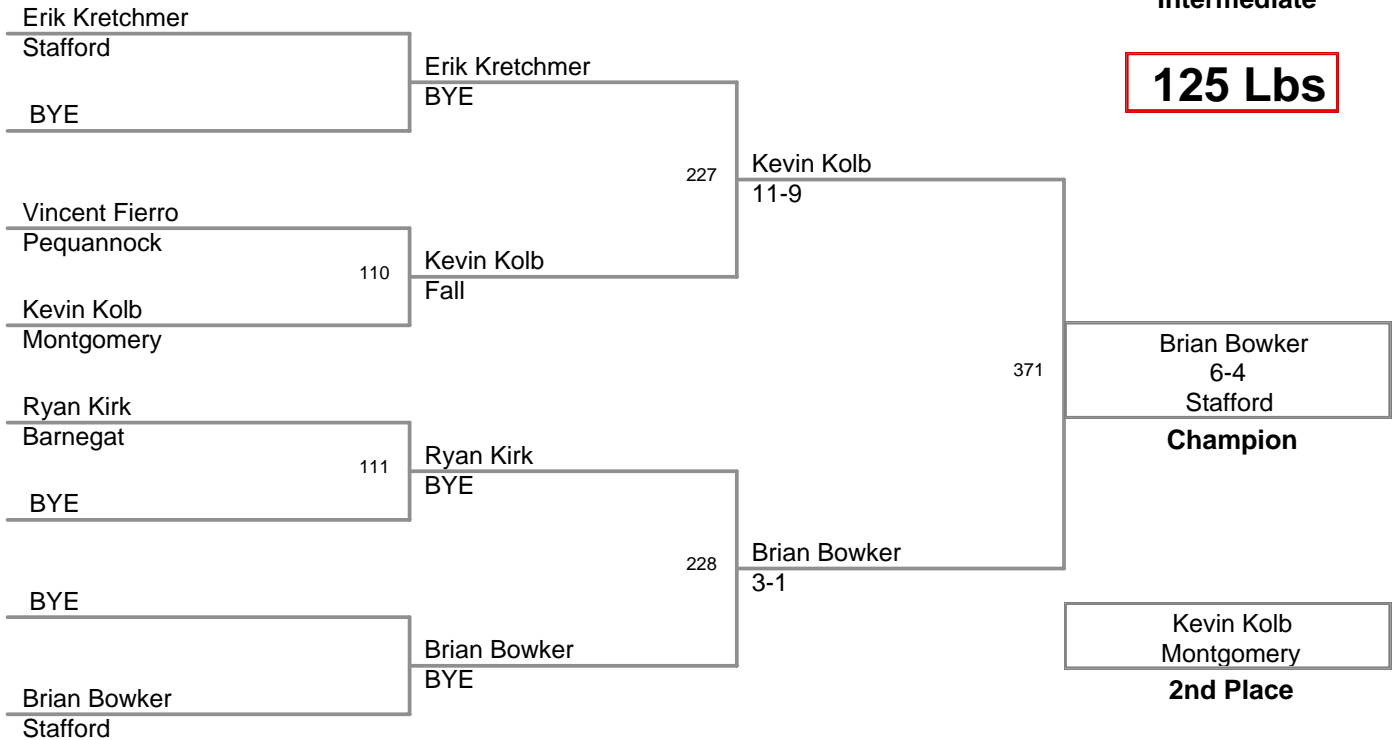 Intermediate
125 Lbs
Erik Kretchmer
Stafford
BYE
Vincent Fierro
Pequannock
110
Kevin Kolb
Montgomery
Ryan Kirk
Barnegat
111
BYE
BYE
Brian Bowker
Stafford
Erik Kretchmer
BYE
227
Kevin Kolb
Fall
Ryan Kirk
BYE
228
Brian Bowker
BYE
Kevin Kolb
11-9
371
Brian Bowker
3-1
Brian Bowker
6-4
Stafford
Champion
Kevin Kolb
Montgomery
2nd Place